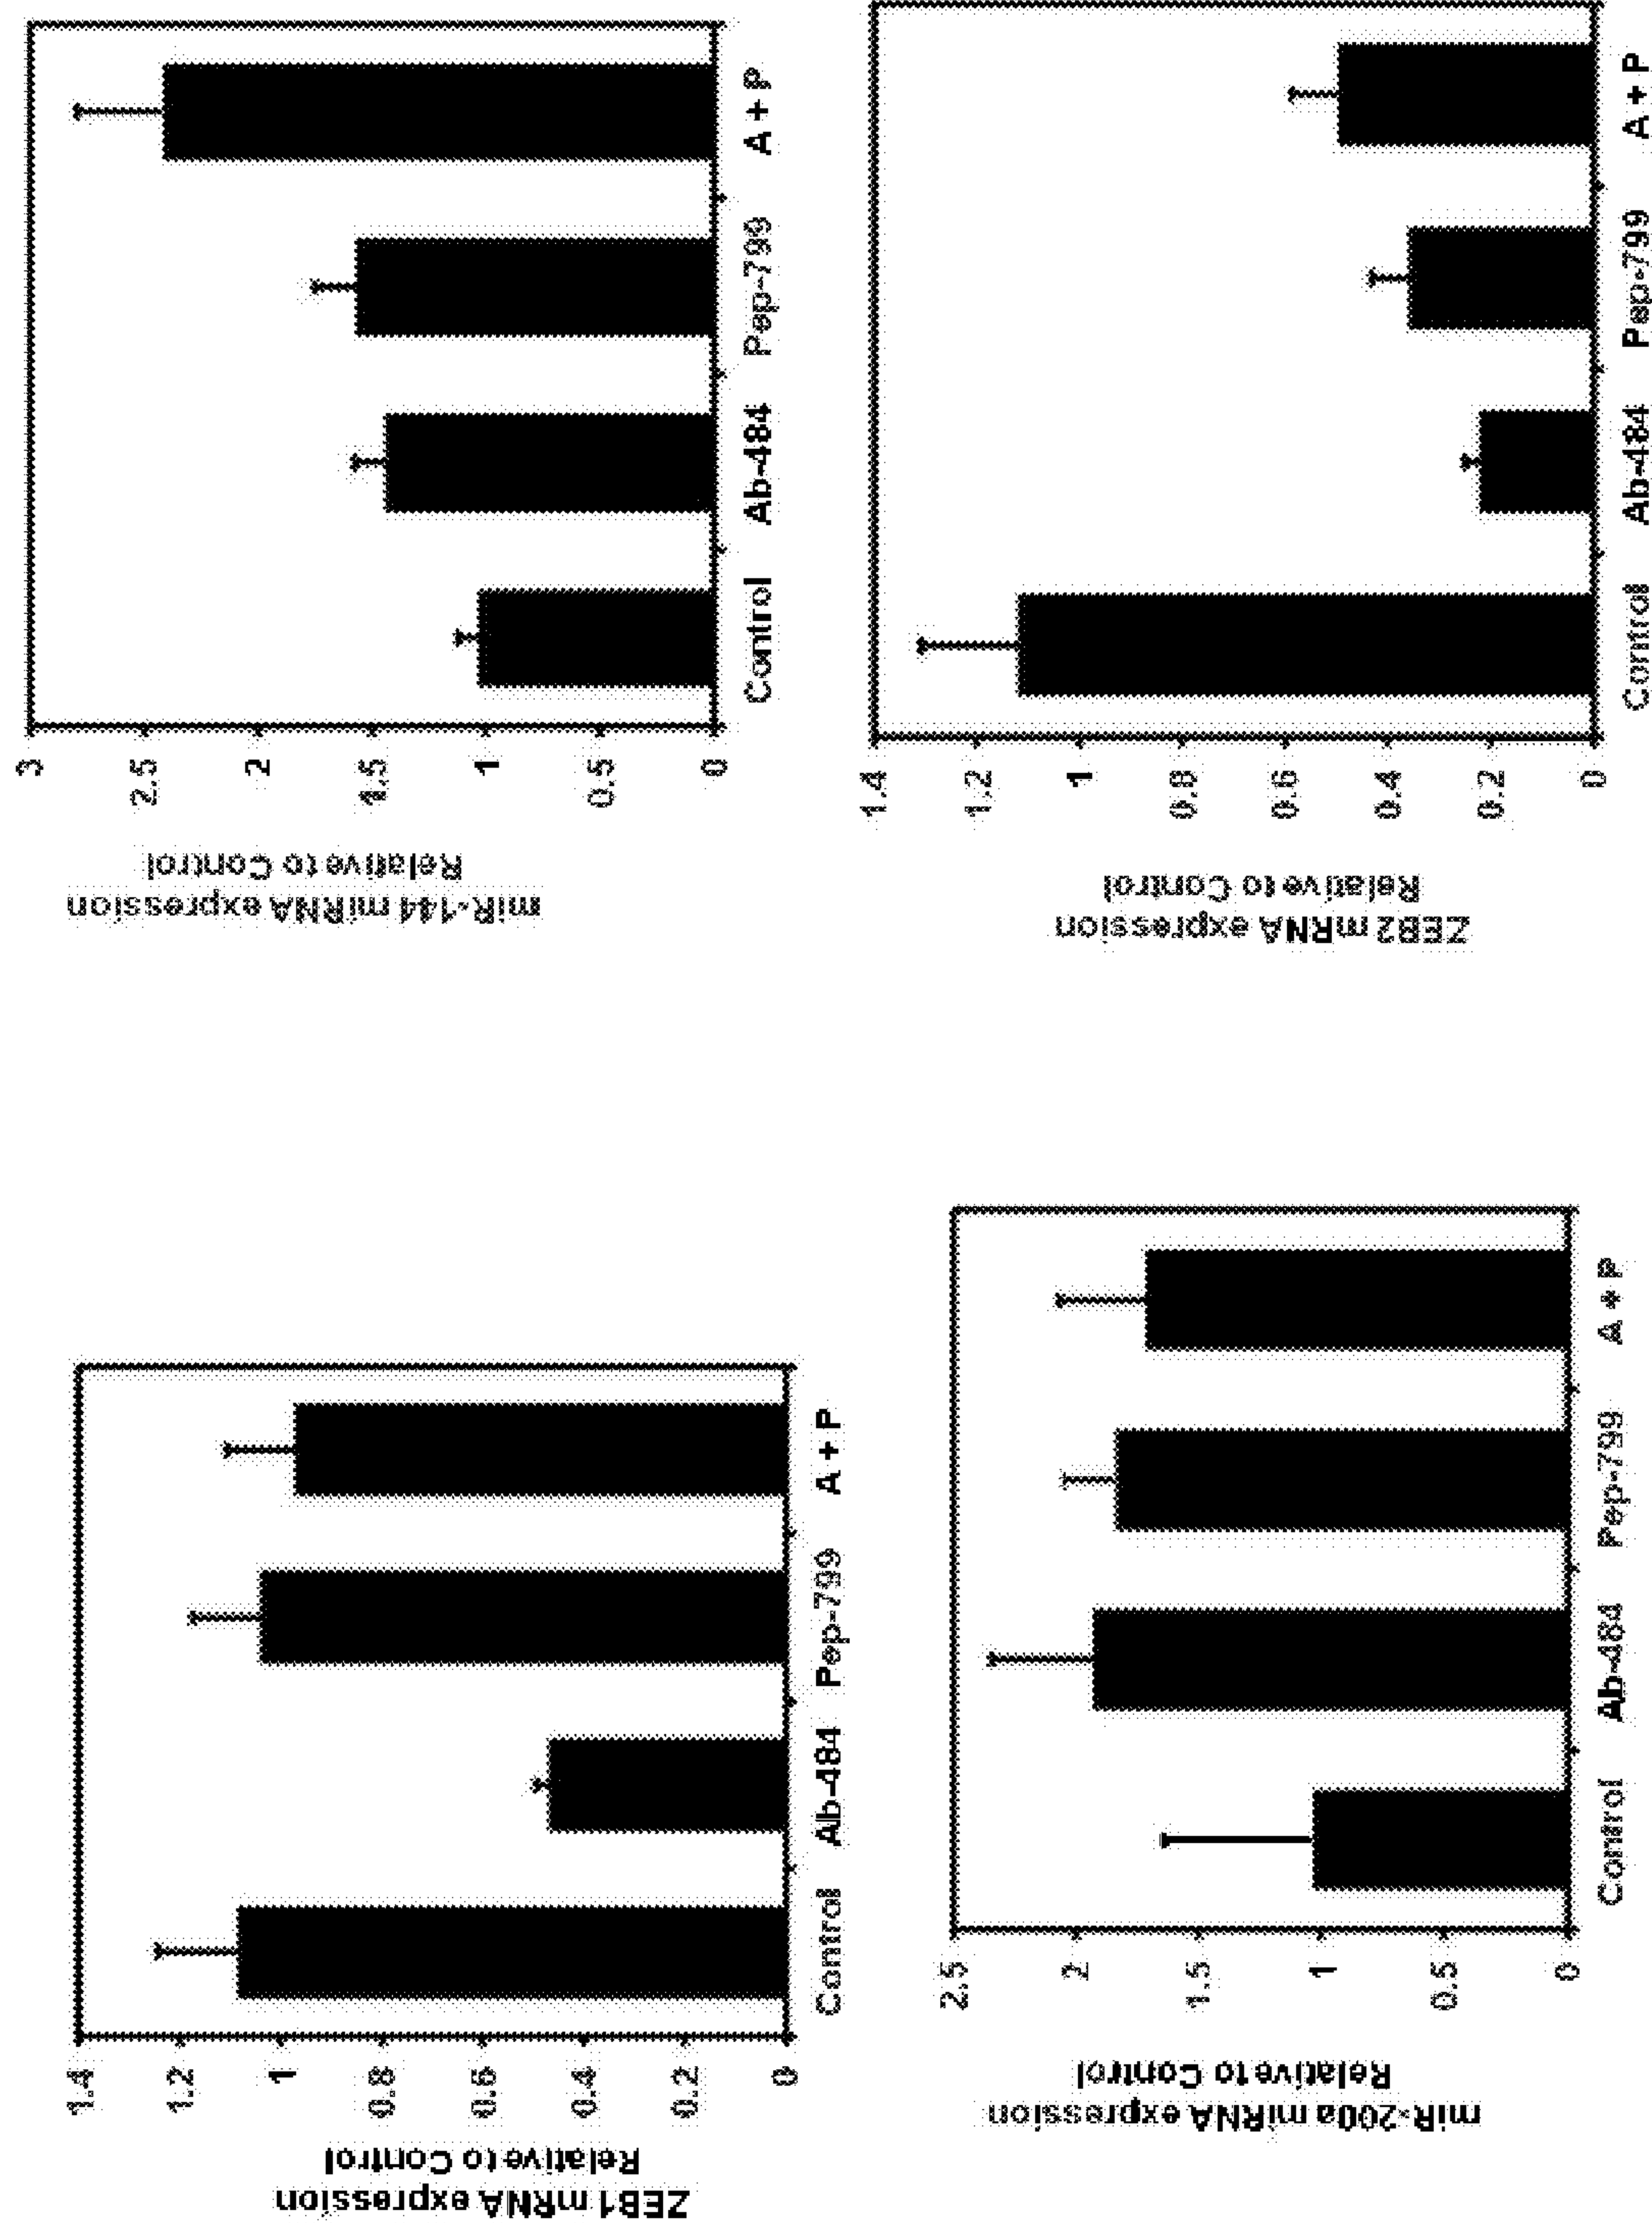 ZEB1 mRNA expression
Relative to Control
1.4
1.2
1
0.8
0.6
0.4
0.2
0
Control Ab-484 Pep-799 A + P
miR-144 miRNA expression
Relative to Control
3
2.5
2
1.5
1
0.5
0
Control Ab-484 Pep-799 A + P
miR-200a miRNA expression
Relative to Control
2.5
2
1.5
1
0.5
0
Control Ab-484 Pep-799 A + P
ZEB2 mRNA expression
Relative to Control
1.4
1.2
1
0.8
0.6
0.4
0.2
0
Control Ab-484 Pep-799 A + P